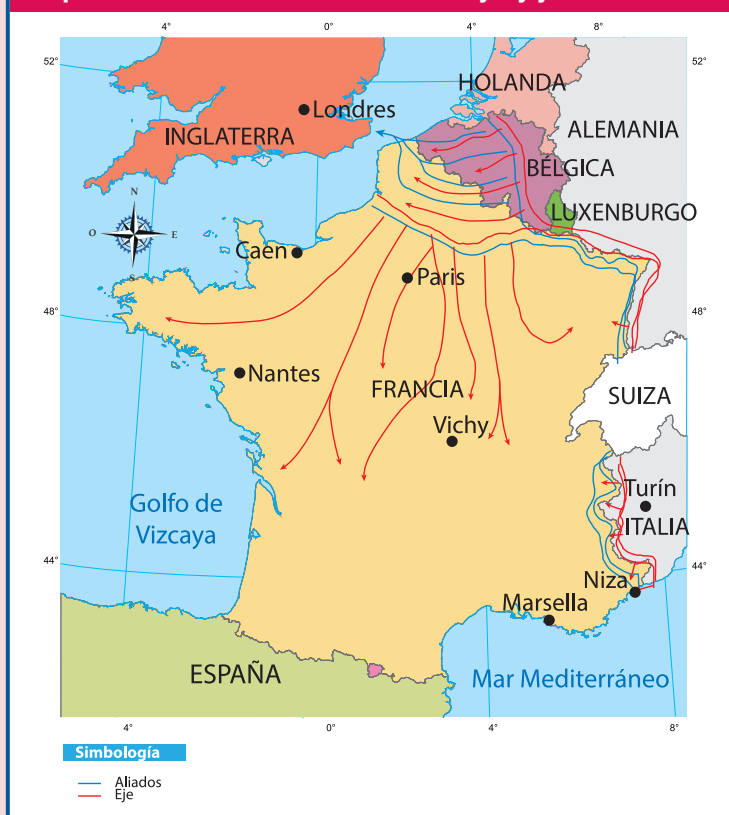 4° 0° 4° 8°
52° 52°
HOLANDA
Londres
INGLATERRA
ALEMANIA
BÉLGICA
N
LUXENBURGO
O E
S
Caen
Paris
48° 48°
Nantes
FRANCIA
SUIZA
Vichy
Turín
Golfo de
Vizcaya
ITALIA
44° 44°
Niza
Marsella
ESPAÑA
Mar Mediterráneo
4° 0° 4° 8°
Simbología
Aliados
Eje